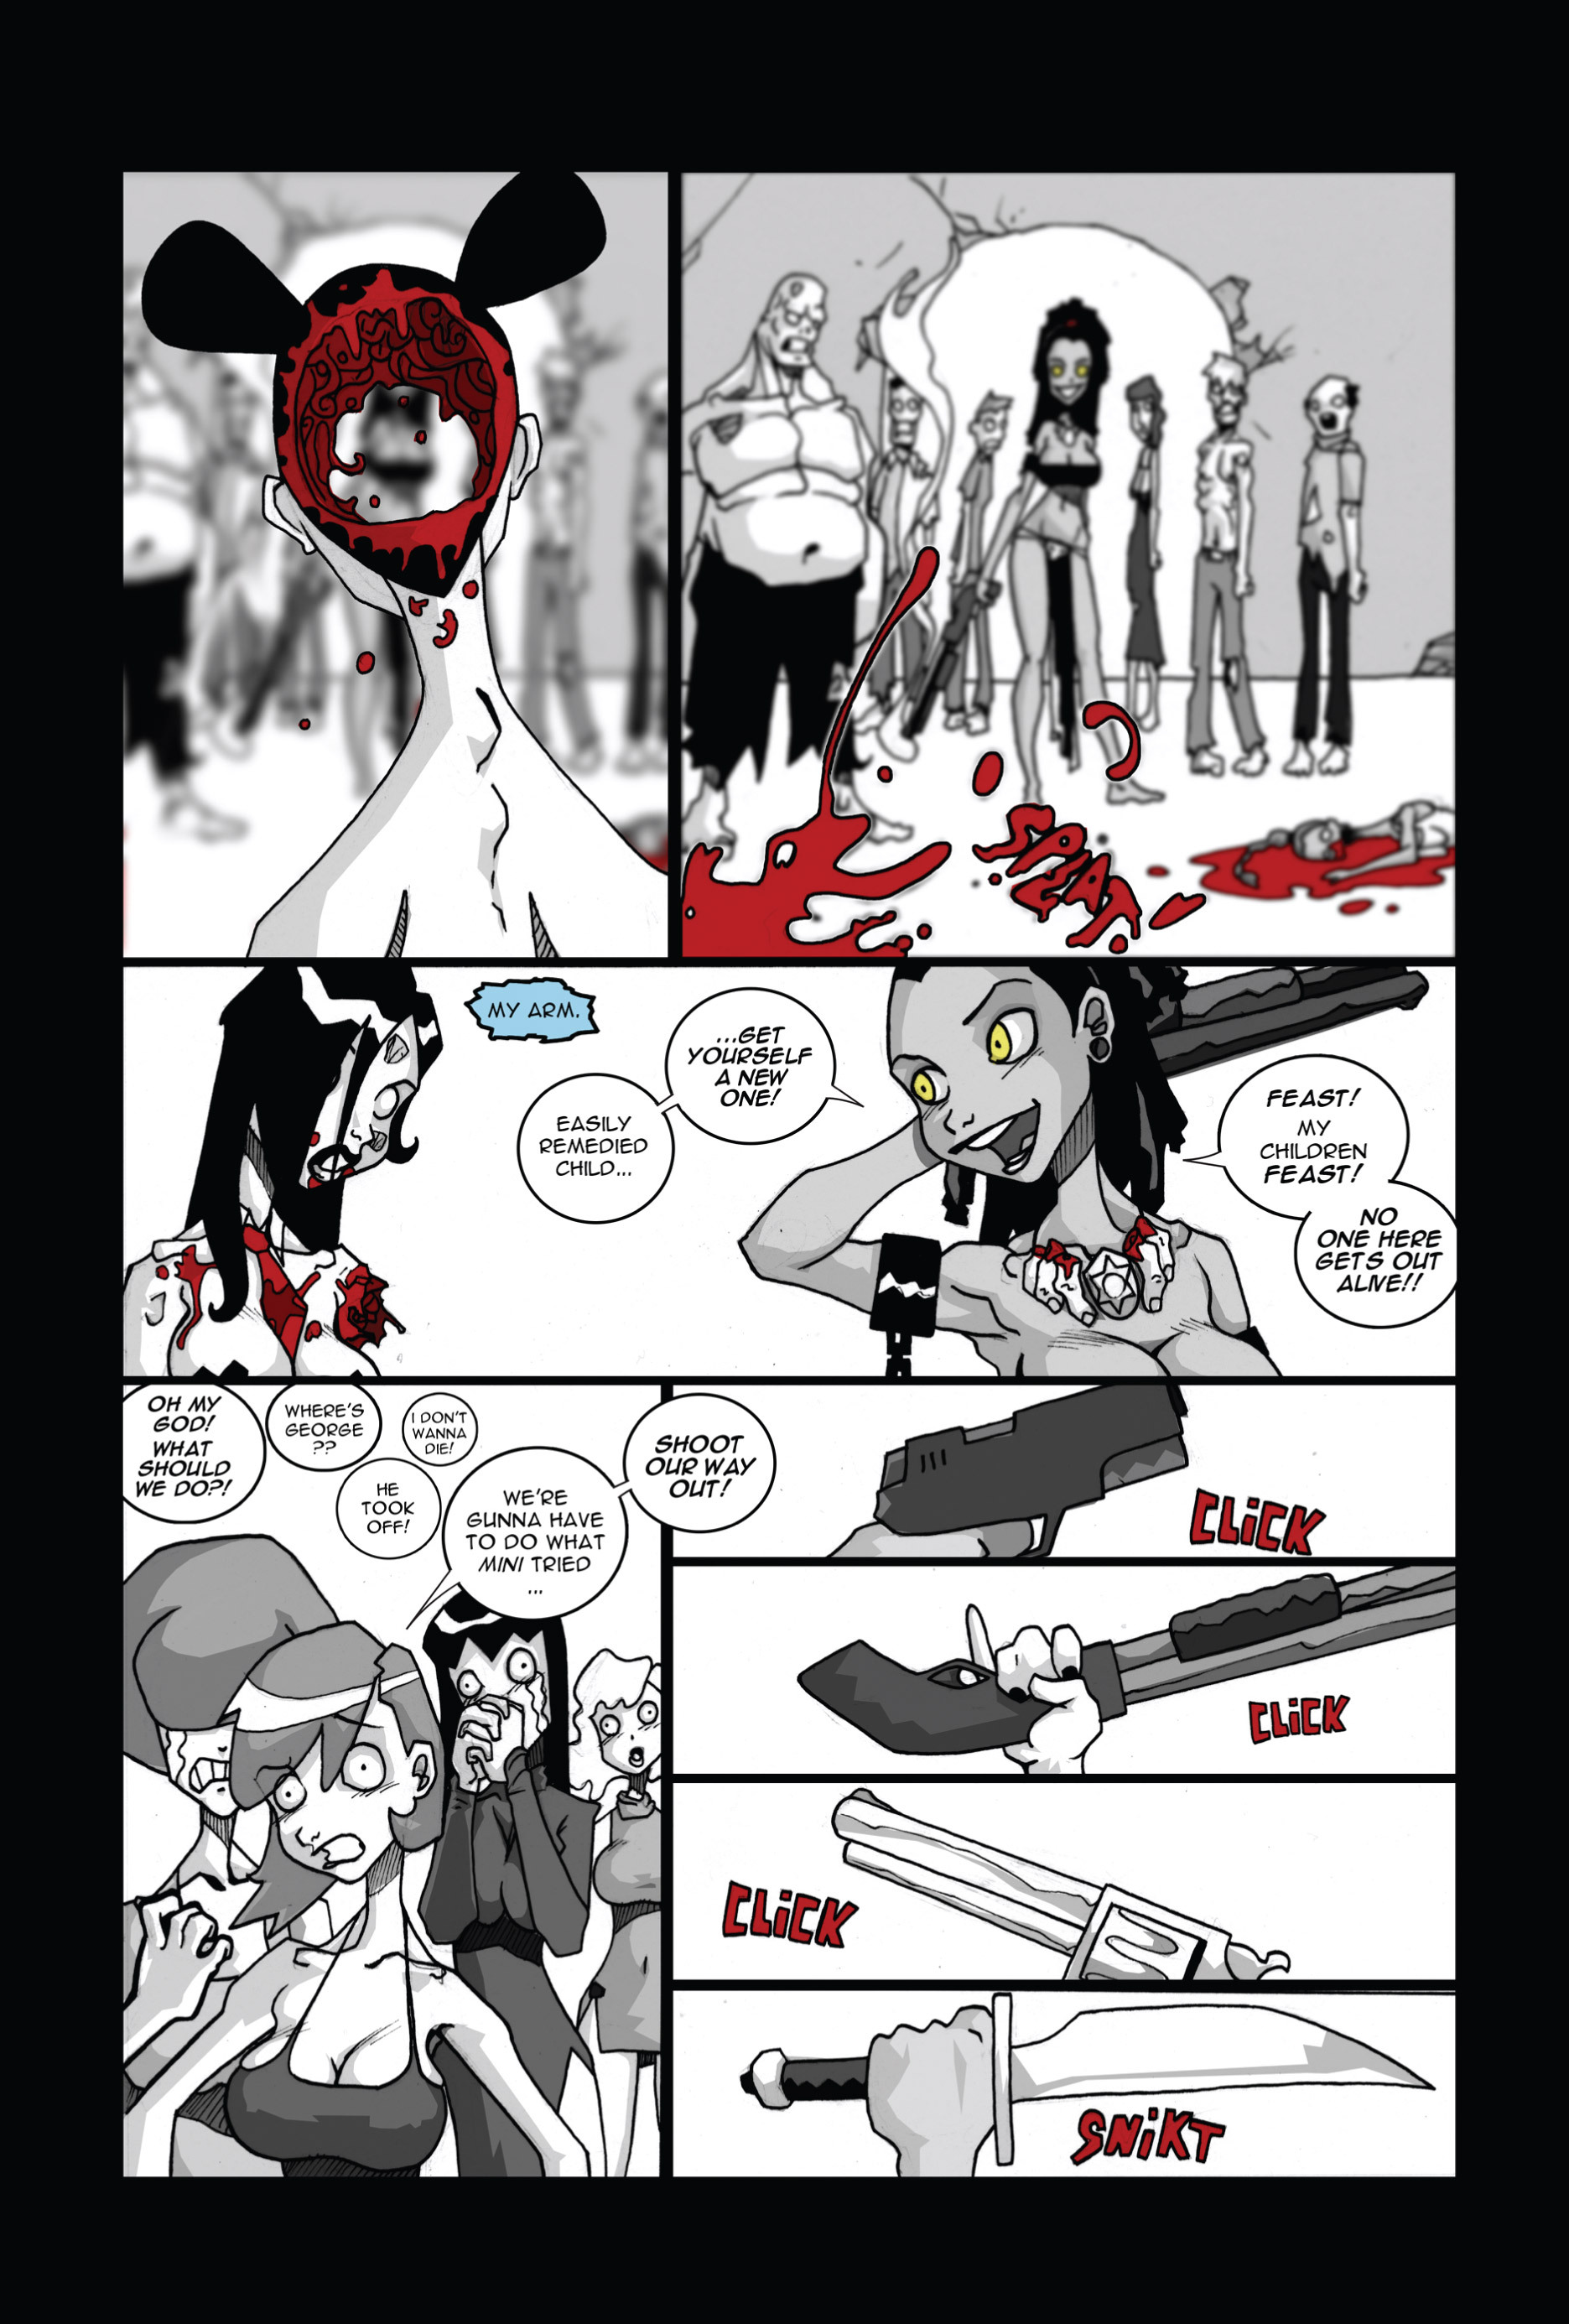 SPLAT!
MY ARM.
EASILY
REMEDIED
CHILD...
...GET
YOURSELF
A NEW
ONE!
FEAST!
MY
CHILDREN
FEAST!
NO
ONE HERE
GETS OUT
ALIVE!!
OH MY
GOD!
WHAT
SHOULD
WE DO?!
WHERE'S
GEORGE
??
I DON'T
WANNA
DIE!
HE
TOOK
OFF!
WE'RE
GUNNA HAVE
TO DO WHAT
MINI TRIED
...
SHOOT
OUR WAY
OUT!
CLiCK
CLiCK
CLiCK
SNiKT